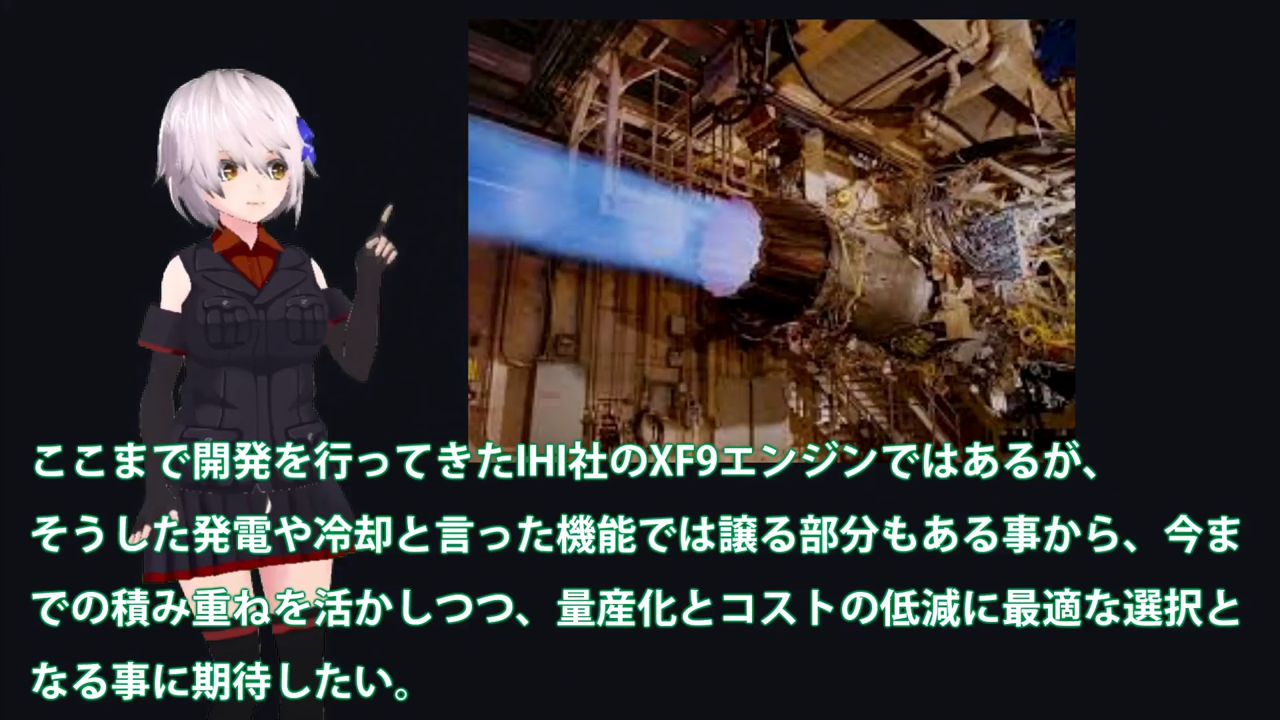 ここまで開発を行ってきたIHI社のXF9エンジンではあるが、
そうした発電や冷却と言った機能では譲る部分もある事から、今ま
での積み重ねを活かしつつ、量産化とコストの低減に最適な選択と
なる事に期待したい。